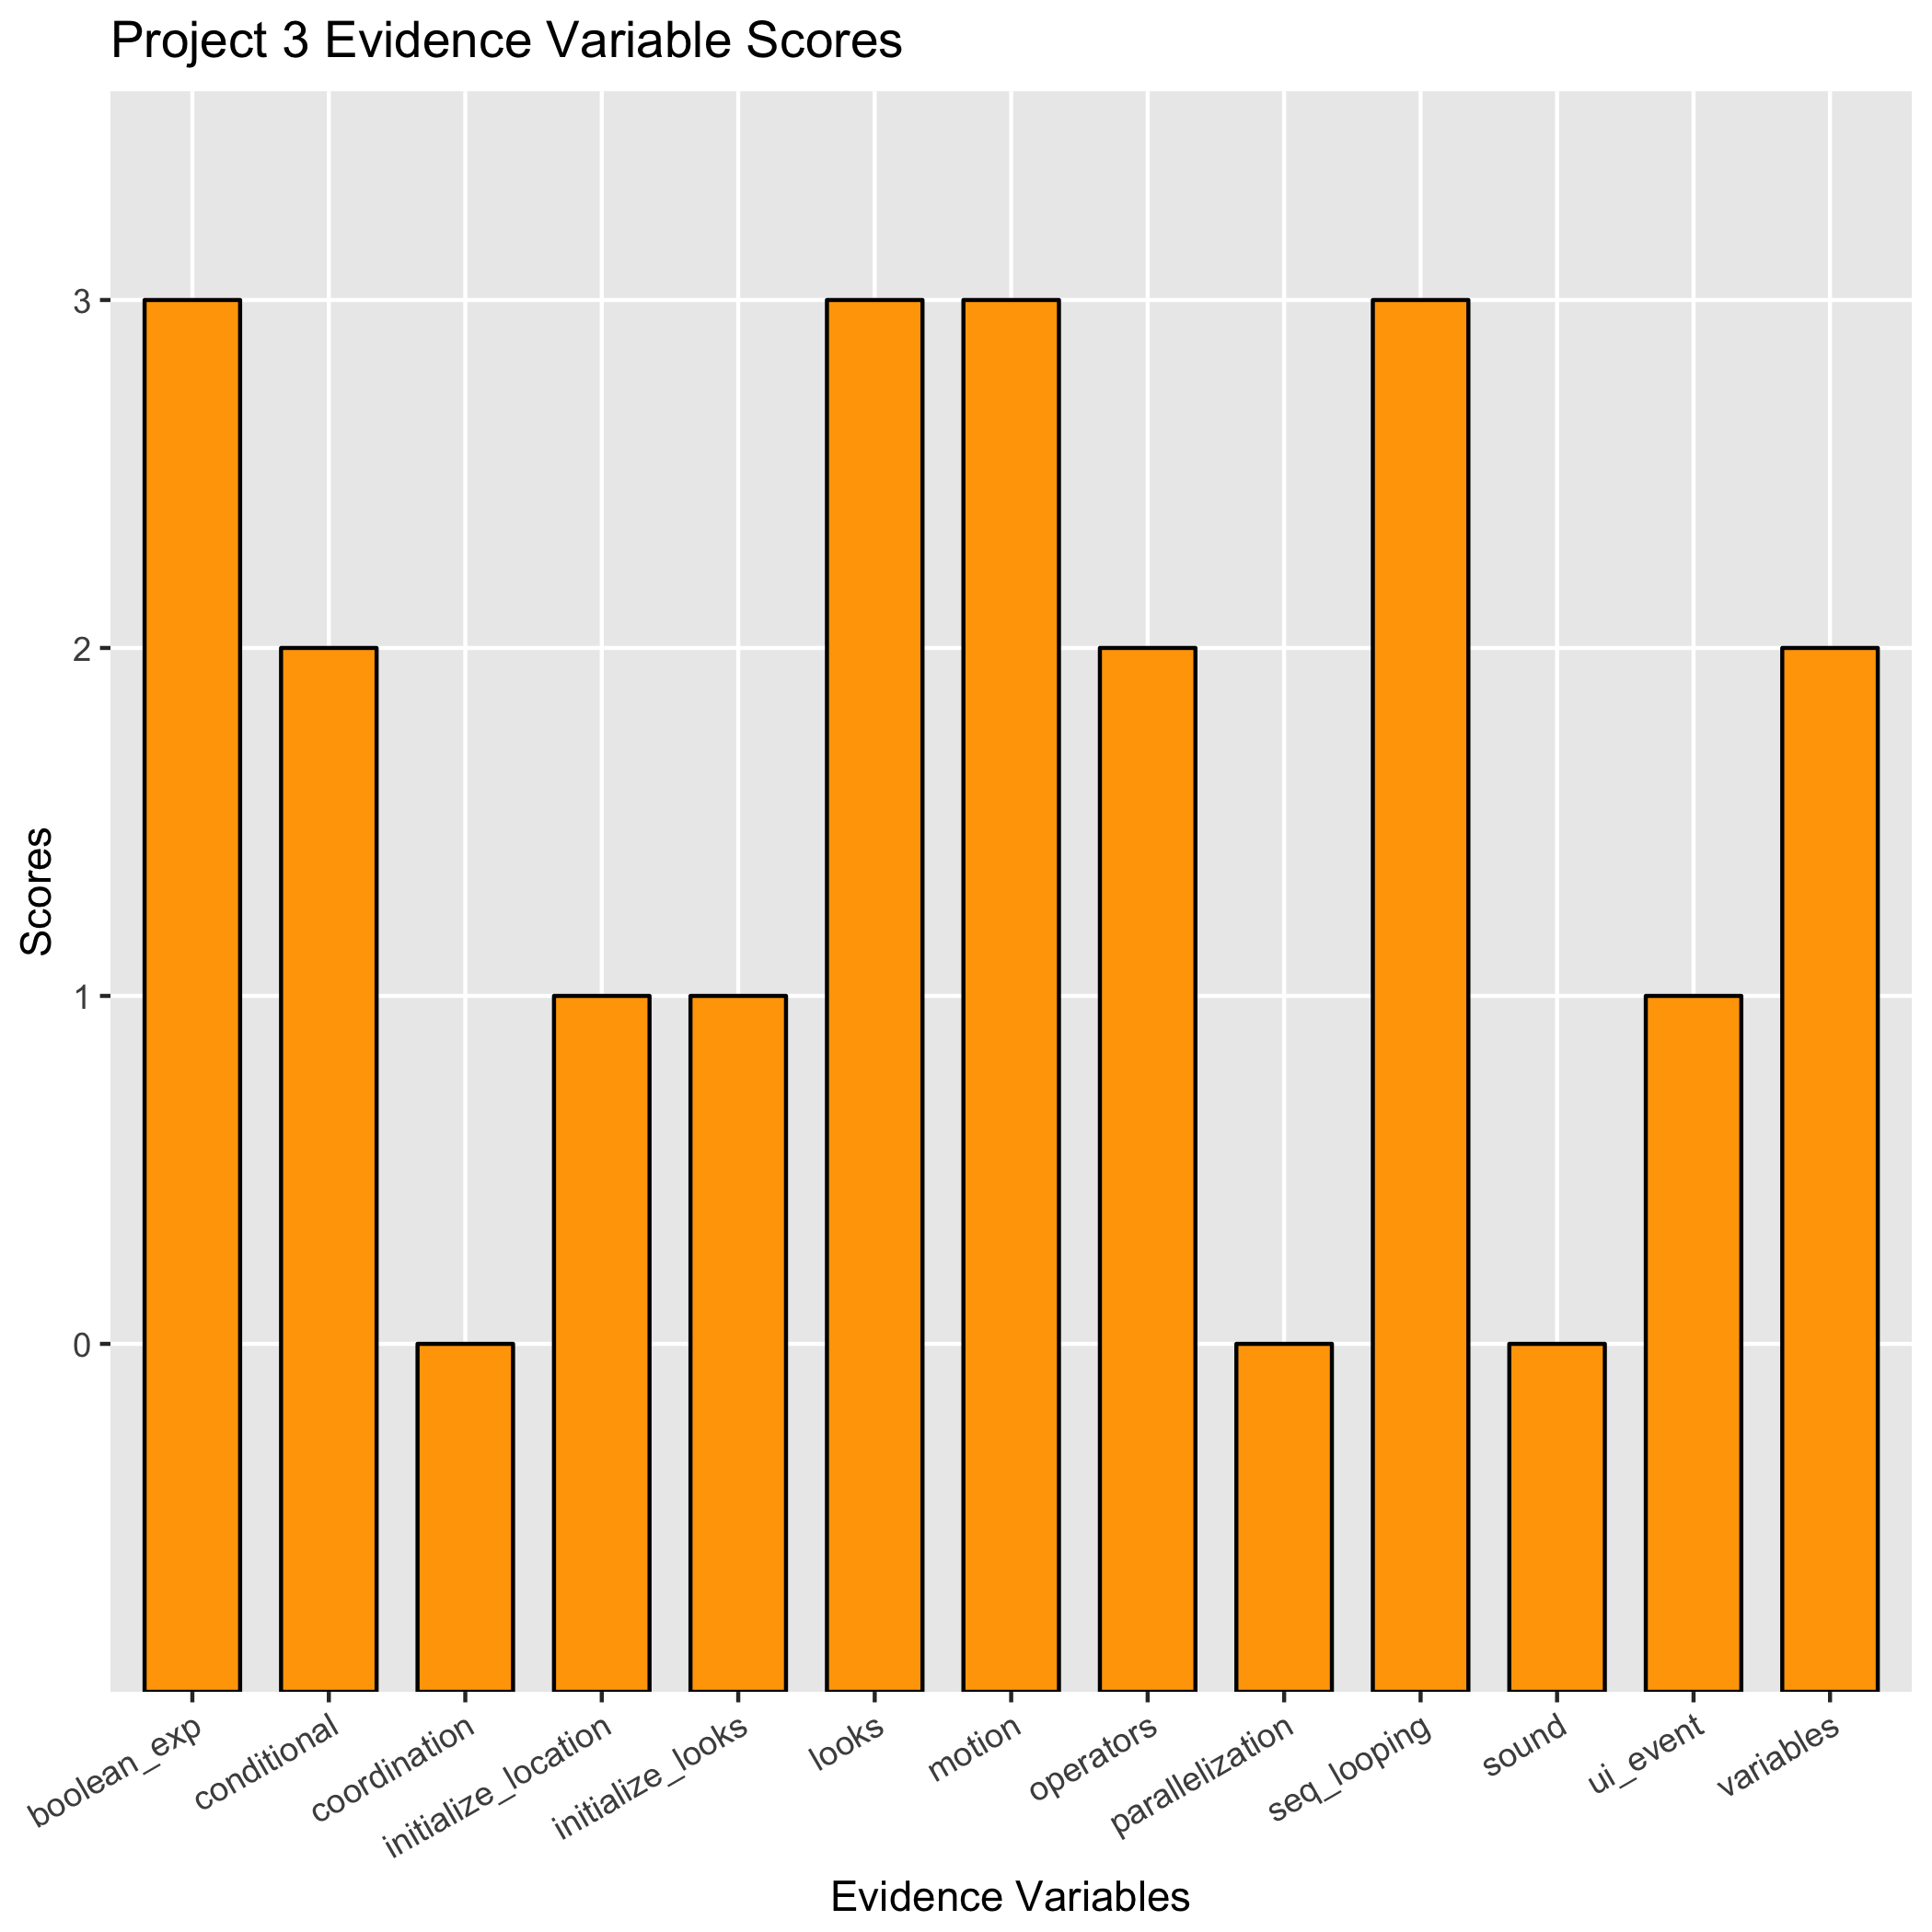 Project 3 Evidence Variable Scores
Scores
3
2
1
0
boolean_exp
conditional
coordination
initialize_location
initialize_looks
looks
motion
operators
parallelization
seq_looping
sound
ui_event
variables
Evidence Variables